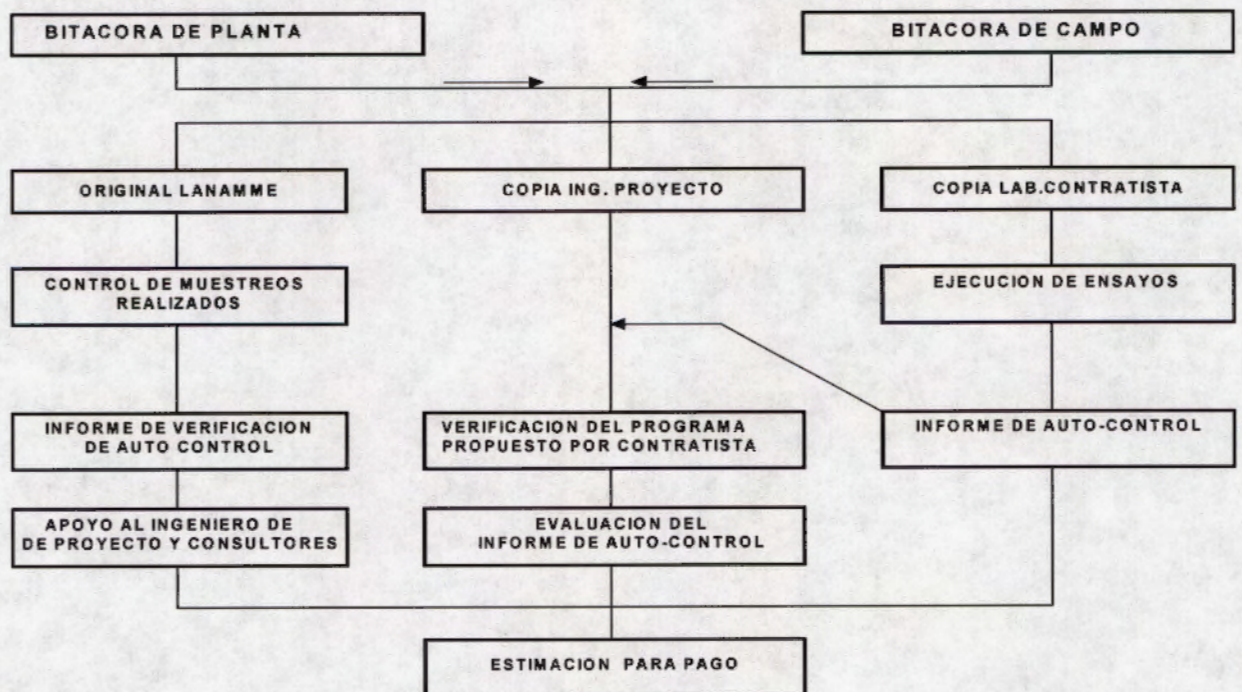 BITACORA DE PLANTA
BITACORA DE CAMPO
ORIGINAL LANAMME
COPIA ING. PROYECTO
COPIA LAB.CONTRATISTA
CONTROL DE MUESTREOS
REALIZADOS
EJECUCION DE ENSAYOS
INFORME DE VERIFICACION
DE AUTO CONTROL
VERIFICACION DEL PROGRAMA
PROPUESTO POR CONTRATISTA
INFORME DE AUTO-CONTROL
APOYO AL INGENIERO DE
DE PROYECTO Y CONSULTORES
EVALUACION DEL
INFORME DE AUTO-CONTROL
ESTIMACION PARA PAGO